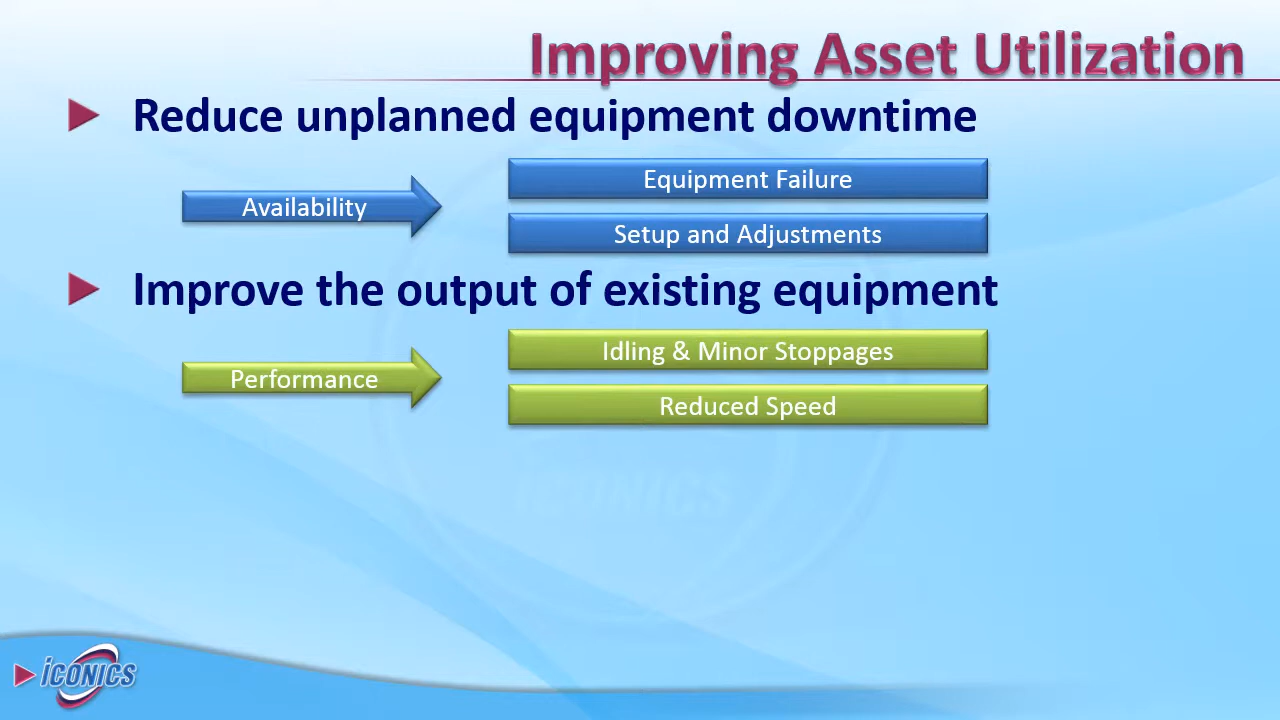 Improving Asset Utilization
Reduce unplanned equipment downtime
Availability
Equipment Failure
Setup and Adjustments
Improve the output of existing equipment
Performance
Idling & Minor Stoppages
Reduced Speed
iCONICS
iCONICS